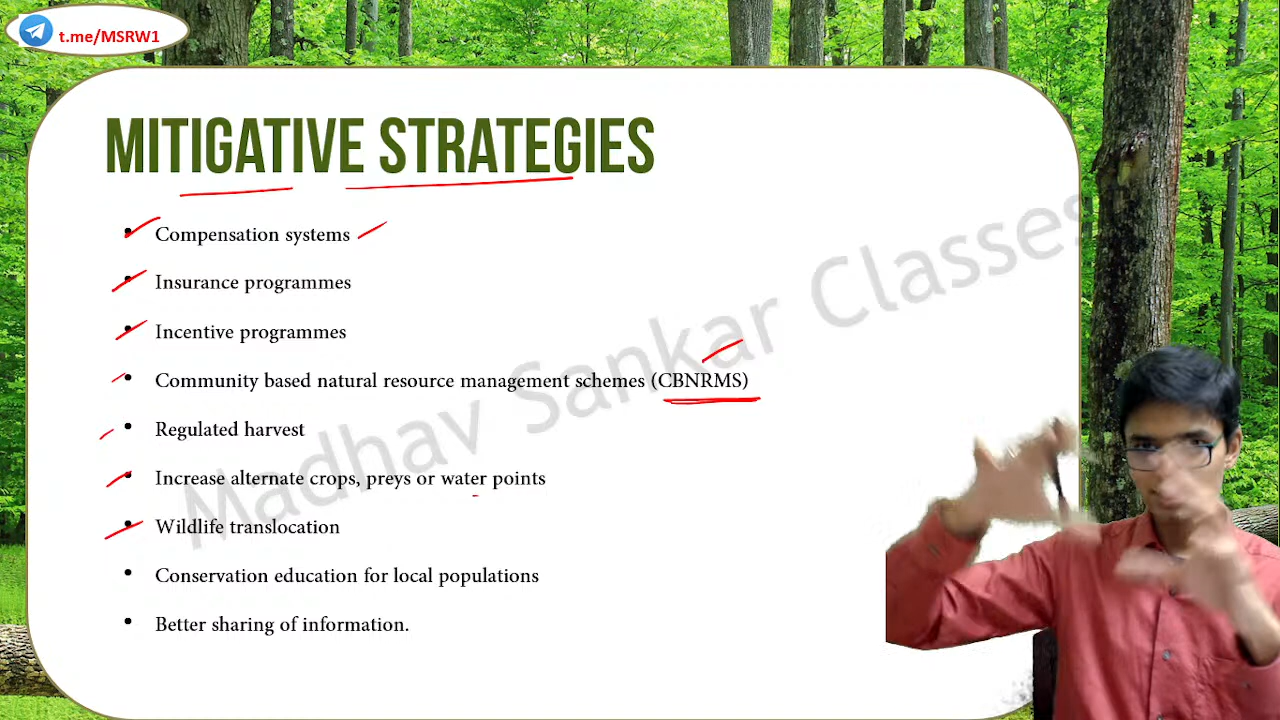 t.me/MSRW1
MITIGATIVE STRATEGIES
• Compensation systems
• Insurance programmes
• Incentive programmes
• Community based natural resource management schemes (CBNRMS)
• Regulated harvest
• Increase alternate crops, preys or water points
• Wildlife translocation
• Conservation education for local populations
• Better sharing of information.
Madhav Sankar Classes